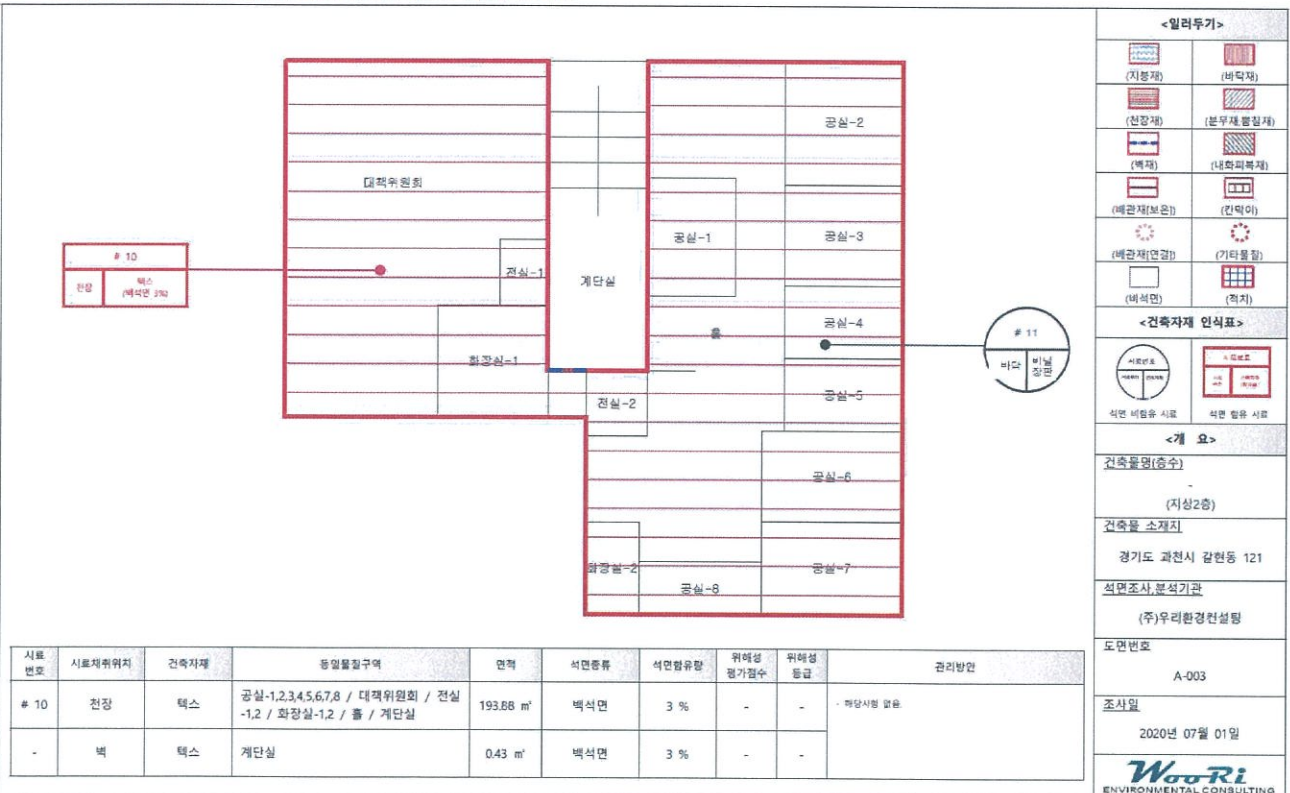 대책위원회
전실-1
화장실-1
계단실
전실-2
공실-1
공실-2
공실-3
공실-4
공실-5
공실-6
공실-7
공실-8
화장실-2
홀
# 10
천장
텍스
(백석면 3%)
# 11
바닥
비닐
장판
<일러두기>
(지붕재) (바닥재)
(천장재) (분무재,뿜칠재)
(벽재) (내화피복재)
(배관재[보온]) (칸막이)
(배관재[연결]) (기타물질)
(비석면) (적치)
<건축자재 인식표>
시료번호
시료번호
석면 비함유 시료 석면 함유 시료
<개 요>
건축물명(층수)
-
(지상2층)
건축물 소재지
경기도 과천시 갈현동 121
석면조사,분석기관
(주)우리환경컨설팅
도면번호
A-003
조사일
2020년 07월 01일
WooRi
ENVIRONMENTAL CONSULTING
시료 번호 시료채취위치 건축자재 동일물질구역 면적 석면종류 석면함유량 위해성 평가점수 위해성 등급 관리방안
# 10 천장 텍스 공실-1,2,3,4,5,6,7,8 / 대책위원회 / 전실
-1,2 / 화장실-1,2 / 홀 / 계단실 193.88 ㎡ 백석면 3 % - - - 해당사항 없음
- 벽 텍스 계단실 0.43 ㎡ 백석면 3 % - -